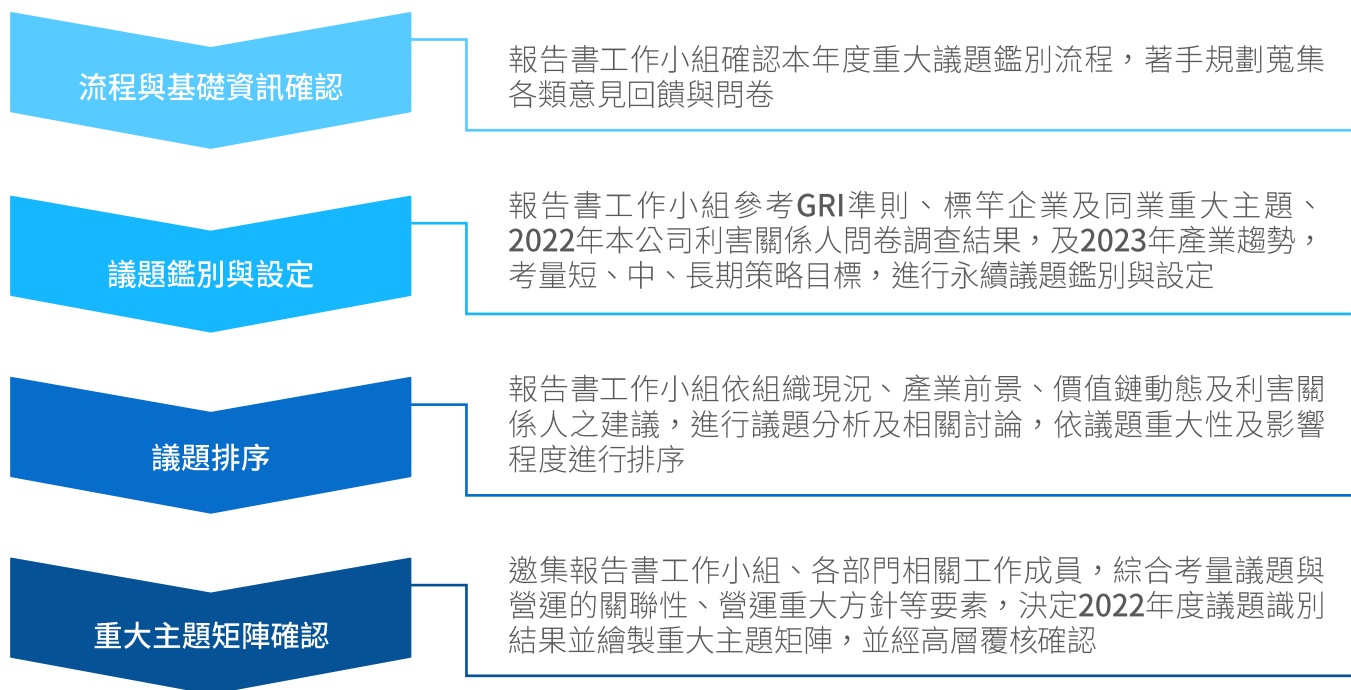 流程與基礎資訊確認
報告書工作小組確認本年度重大議題鑑別流程，著手規劃蒐集
各類意見回饋與問卷
議題鑑別與設定
報告書工作小組參考GRI準則、標竿企業及同業重大主題、
2022年本公司利害關係人問卷調查結果，及2023年產業趨勢，
考量短、中、長期策略目標，進行永續議題鑑別與設定
議題排序
報告書工作小組依組織現況、產業前景、價值鏈動態及利害關
係人之建議，進行議題分析及相關討論，依議題重大性及影響
程度進行排序
重大主題矩陣確認
邀集報告書工作小組、各部門相關工作成員，綜合考量議題與
營運的關聯性、營運重大方針等要素，決定2022年度議題識別
結果並繪製重大主題矩陣，並經高層覆核確認